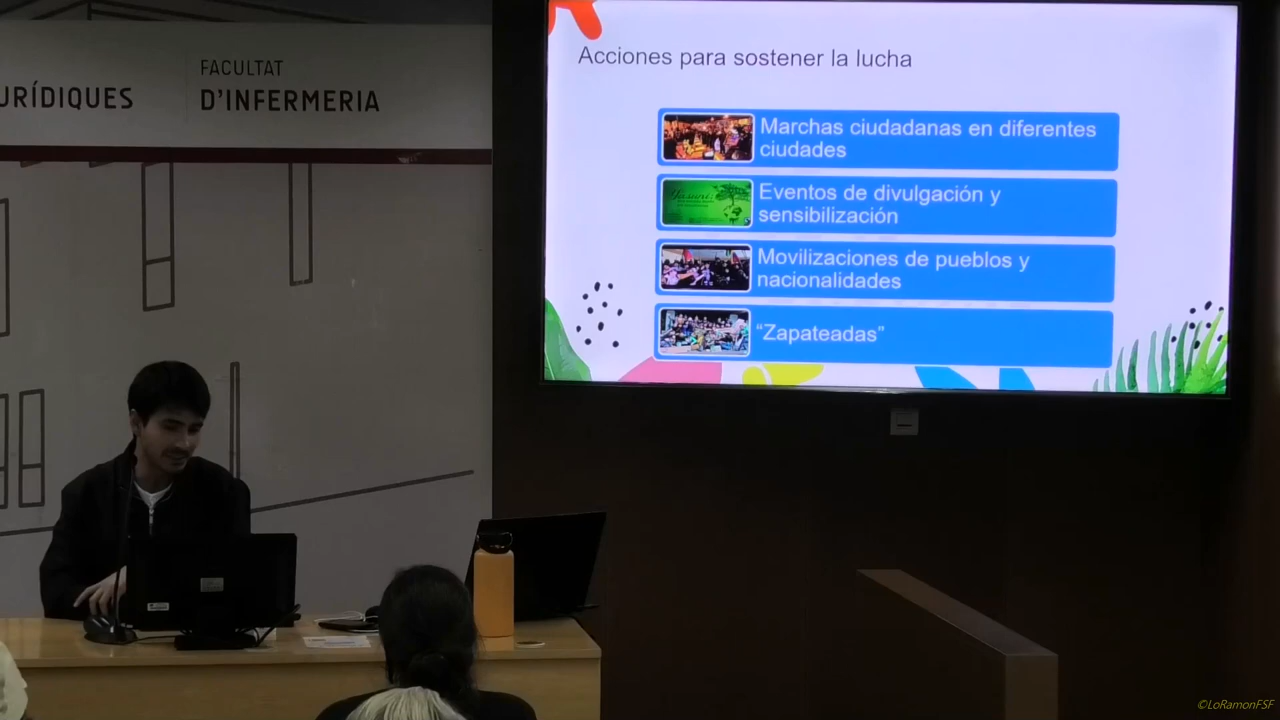 URÍDIQUES
FACULTAT
D'INFERMERIA
Acciones para sostener la lucha
Marchas ciudadanas en diferentes
ciudades
Yasuní:
Eventos de divulgación y
sensibilización
Movilizaciones de pueblos y
nacionalidades
“Zapateadas”
©LoRamonFSF